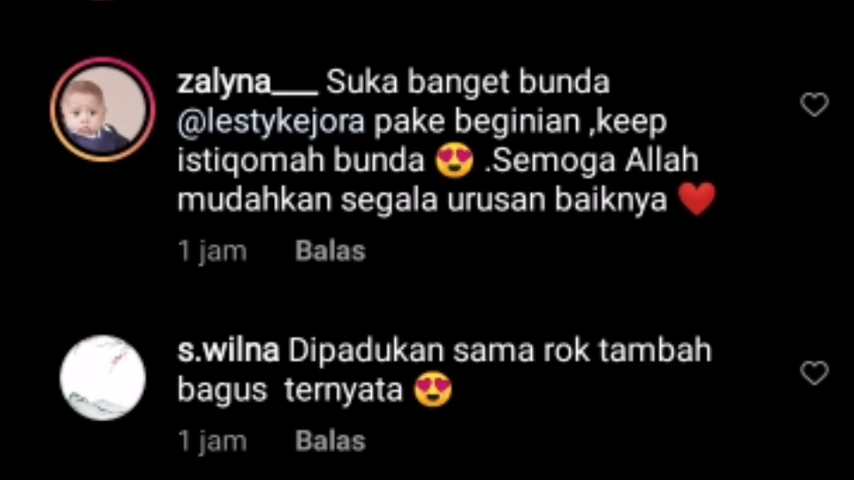 zalyna___ Suka banget bunda
@lestykejora pake beginian ,keep
istiqomah bunda 😍 .Semoga Allah
mudahkan segala urusan baiknya ❤️
1 jam Balas
s.wilna Dipadukan sama rok tambah
bagus  ternyata 😍
1 jam Balas